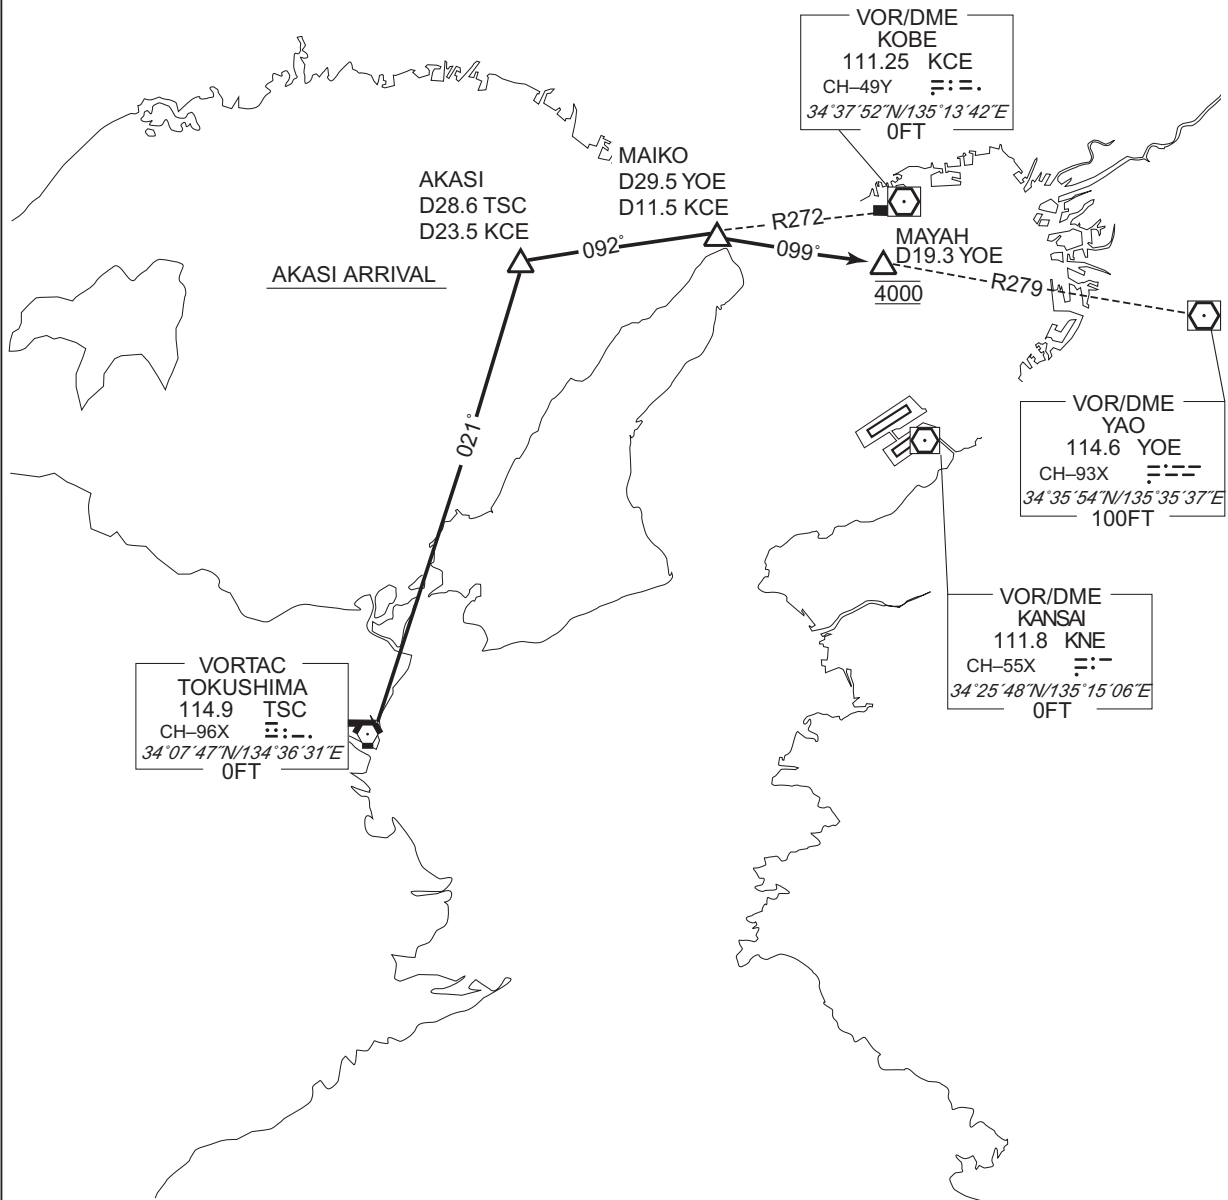 VOR/DME
KOBE
111.25 KCE
CH–49Y
34°37´52˝N/135°13´42˝E
0FT
MAIKO
D29.5 YOE
D11.5 KCE
AKASI
D28.6 TSC
D23.5 KCE
R272
092°
099°
MAYAH
D19.3 YOE
4000
R279
AKASI ARRIVAL
021°
VOR/DME
YAO
114.6 YOE
CH–93X
34°35´54˝N/135°35´37˝E
100FT
VOR/DME
KANSAI
111.8 KNE
CH–55X
34°25´48˝N/135°15´06˝E
0FT
VORTAC
TOKUSHIMA
114.9 TSC
CH–96X
34°07´47˝N/134°36´31˝E
0FT